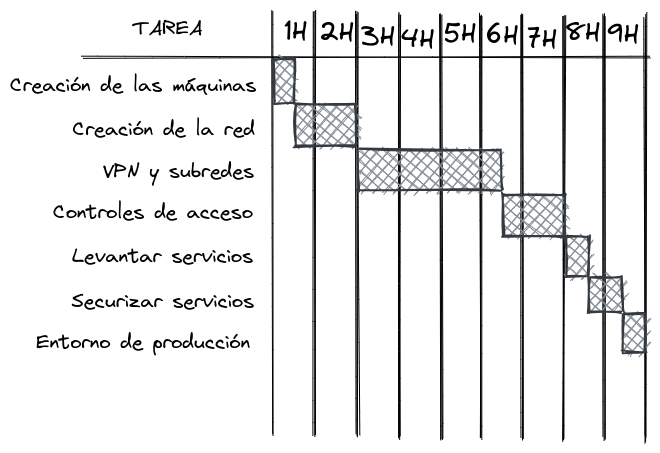 TAREA 1H 2H 3H 4H 5H 6H 7H 8H 9H
Creación de las máquinas
Creación de la red
VPN y subredes
Controles de acceso
Levantar servicios
Securizar servicios
Entorno de producción